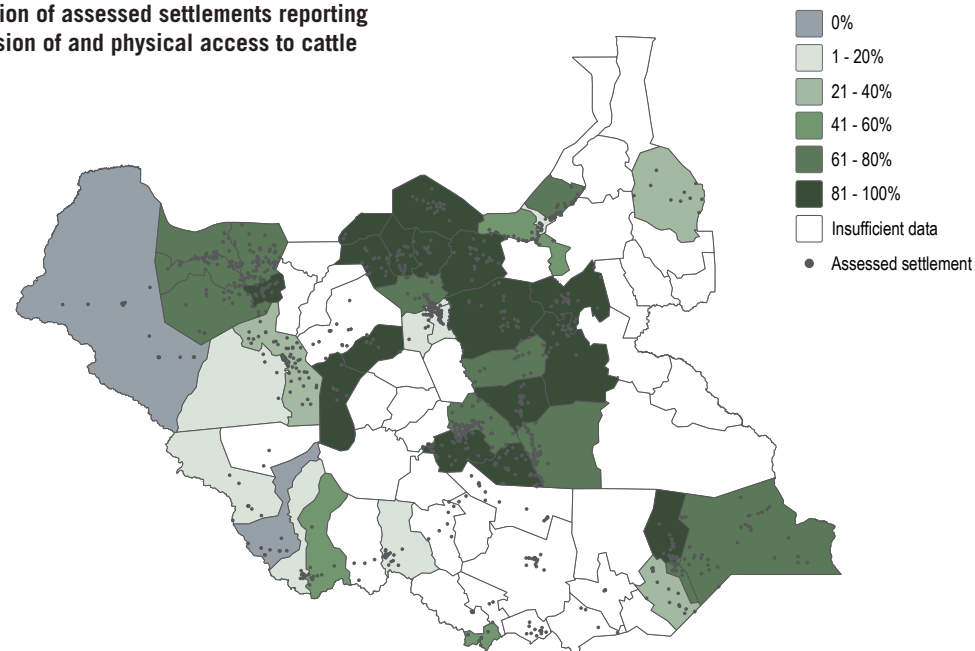 ion of assessed settlements reporting
sion of and physical access to cattle
0%
1 - 20%
21 - 40%
41 - 60%
61 - 80%
81 - 100%
Insufficient data
Assessed settlement